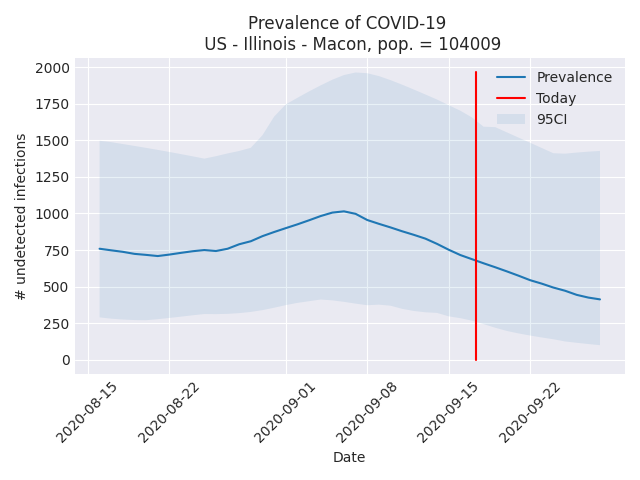 Prevalence of COVID-19
US - Illinois - Macon, pop. = 104009
2000
1750
1500
1250
1000
750
500
250
0
# undetected infections
Prevalence
Today
95CI
2020-08-15
2020-08-22
2020-09-01
2020-09-08
2020-09-15
2020-09-22
Date